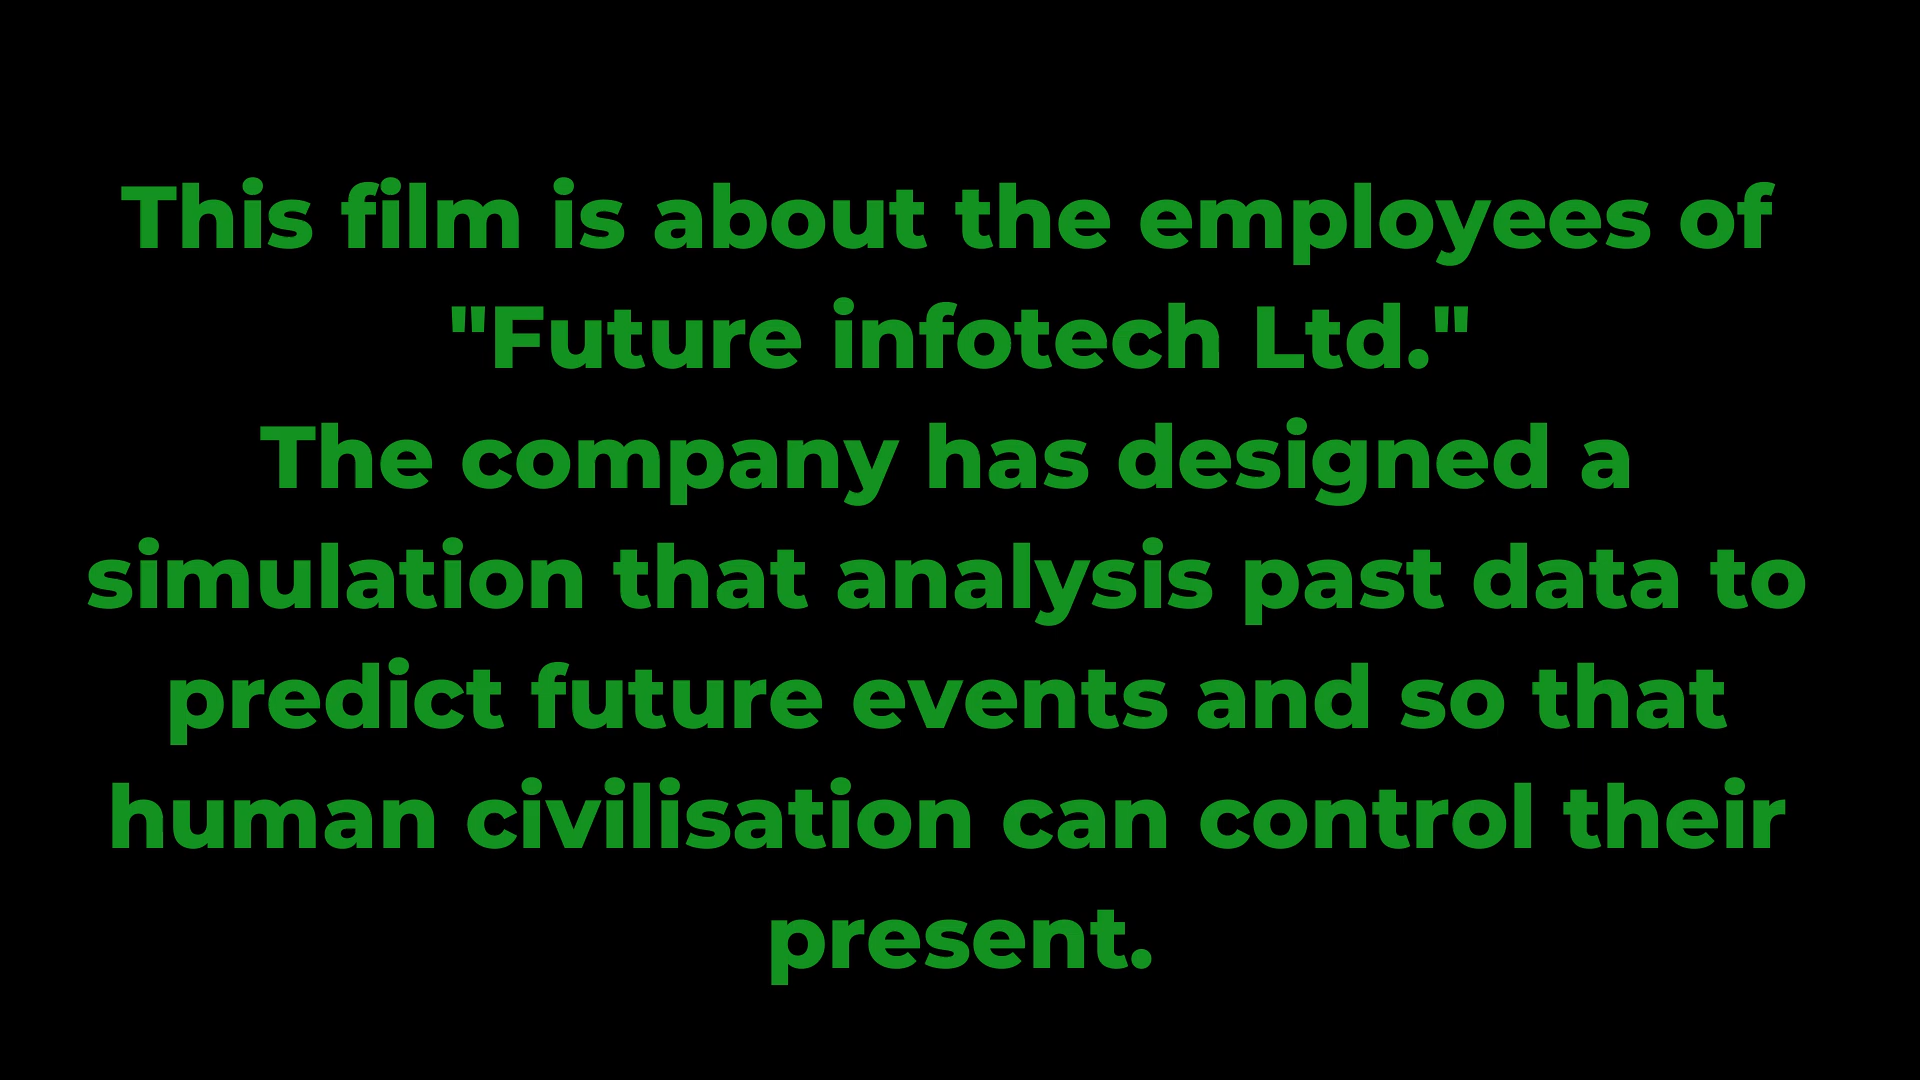 This film is about the employees of
"Future infotech Ltd."
The company has designed a
simulation that analysis past data to
predict future events and so that
human civilisation can control their
present.